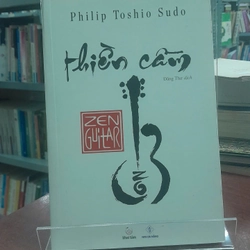 Philip Toshio Sudo
thiền cầm
ZEN
GUITAR